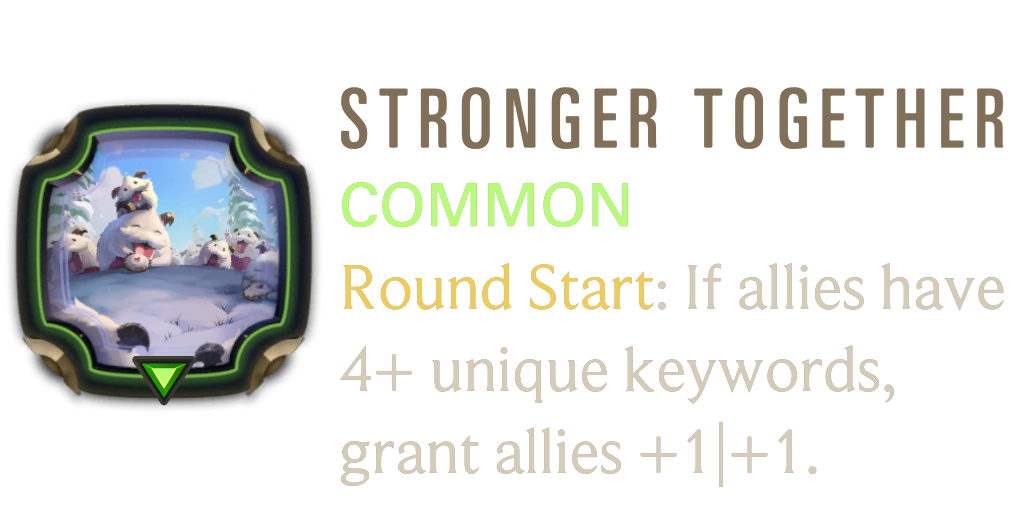 STRONGER TOGETHER
COMMON
Round Start: If allies have
4+ unique keywords,
grant allies +1|+1.